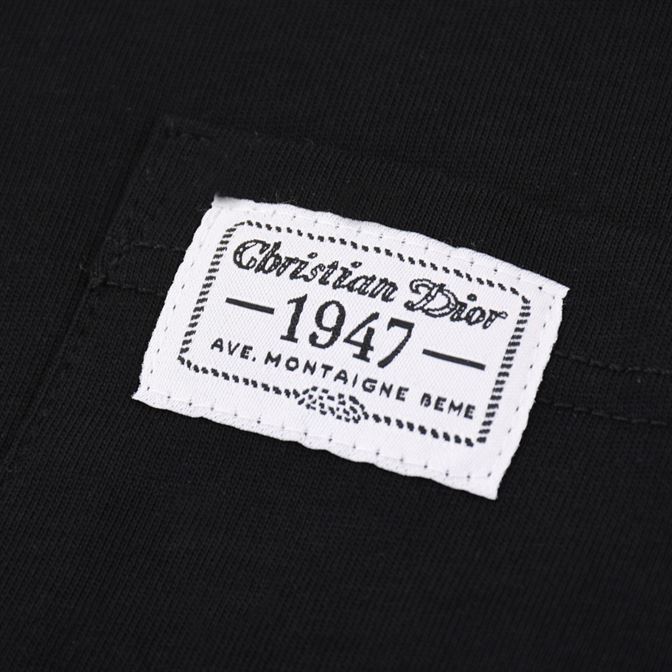 Christian Dior
1947
AVE. MONTAIGNE 8EME